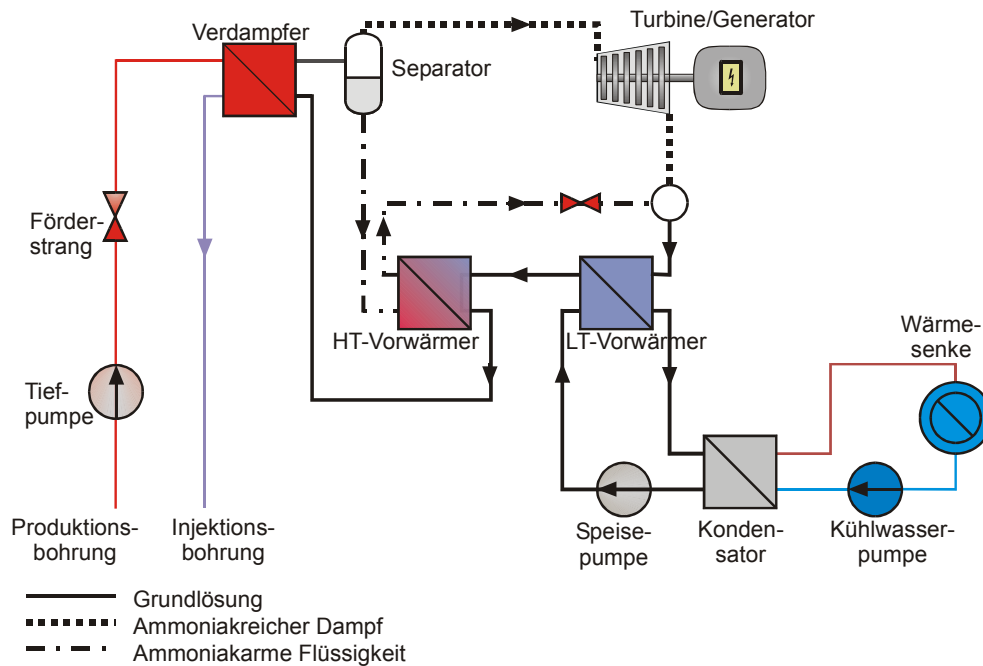 Turbine/Generator
Verdampfer
Separator
Förder-
strang
HT-Vorwärmer
LT-Vorwärmer
Wärme-
senke
Tief-
pumpe
Produktions-
bohrung
Injektions-
bohrung
Speise-
pumpe
Konden-
sator
Kühlwasser-
pumpe
Grundlösung
Ammoniakreicher Dampf
Ammoniakarme Flüssigkeit